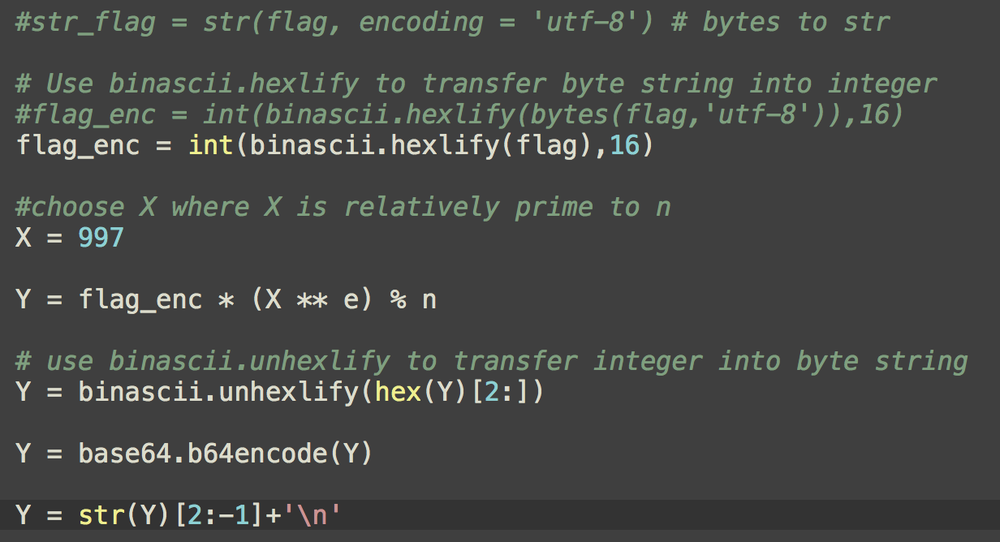 #str_flag = str(flag, encoding = 'utf-8') # bytes to str
# Use binascii.hexlify to transfer byte string into integer
#flag_enc = int(binascii.hexlify(bytes(flag,'utf-8')),16)
flag_enc = int(binascii.hexlify(flag),16)
#choose X where X is relatively prime to n
X = 997
Y = flag_enc * (X ** e) % n
# use binascii.unhexlify to transfer integer into byte string
Y = binascii.unhexlify(hex(Y)[2:])
Y = base64.b64encode(Y)
Y = str(Y)[2:-1]+'\n'